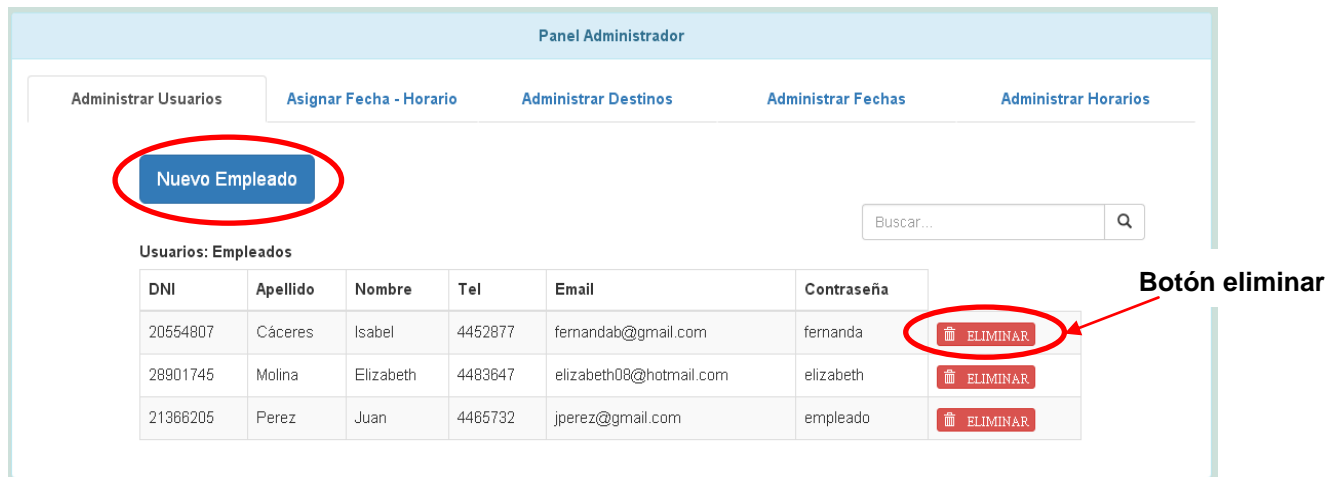 Panel Administrador
Administrar Usuarios Asignar Fecha - Horario Administrar Destinos Administrar Fechas Administrar Horarios
Nuevo Empleado
Buscar...
Usuarios: Empleados
Botón eliminar
DNI Apellido Nombre Tel Email Contraseña
20554807 Cáceres Isabel 4452877 fernandab@gmail.com fernanda ELIMINAR
28901745 Molina Elizabeth 4483647 elizabeth08@hotmail.com elizabeth ELIMINAR
21366205 Perez Juan 4465732 jperez@gmail.com empleado ELIMINAR